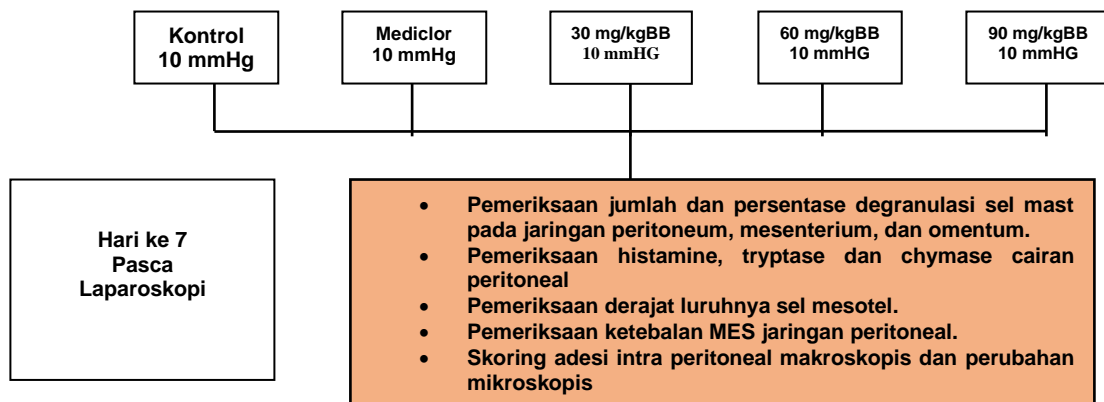 Kontrol
10 mmHg
Mediclor
10 mmHg
30 mg/kgBB
10 mmHG
60 mg/kgBB
10 mmHG
90 mg/kgBB
10 mmHG
Hari ke 7
Pasca
Laparoskopi
• Pemeriksaan jumlah dan persentase degranulasi sel mast
pada jaringan peritoneum, mesenterium, dan omentum.
• Pemeriksaan histamine, tryptase dan chymase cairan
peritoneal
• Pemeriksaan derajat luruhnya sel mesotel.
• Pemeriksaan ketebalan MES jaringan peritoneal.
• Skoring adesi intra peritoneal makroskopis dan perubahan
mikroskopis